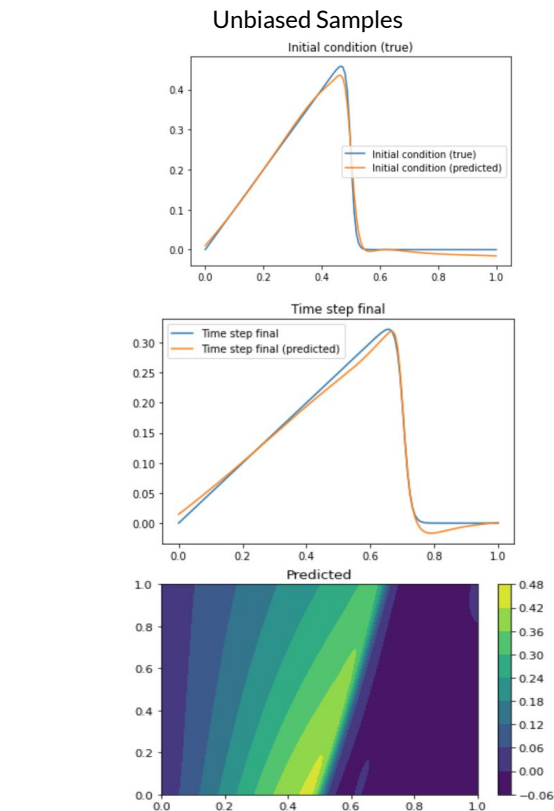 Unbiased Samples
Initial condition (true)
0.4
0.3
0.2
0.1
0.0
Initial condition (true)
Initial condition (predicted)
0.0 0.2 0.4 0.6 0.8 1.0
Time step final
0.30
0.25
0.20
0.15
0.10
0.05
0.00
Time step final
Time step final (predicted)
0.0 0.2 0.4 0.6 0.8 1.0
Predicted
1.0
0.8
0.6
0.4
0.2
0.0
0.0 0.2 0.4 0.6 0.8 1.0
0.48
0.42
0.36
0.30
0.24
0.18
0.12
0.06
0.00
−0.06